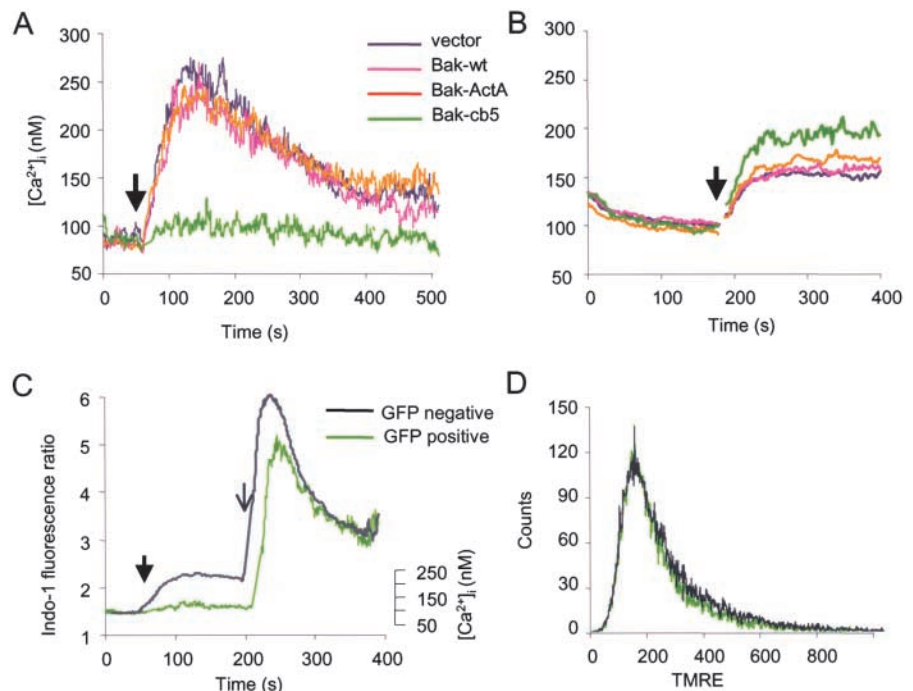 A
300
250
200
150
100
50
[Ca²⁺]ᵢ (nM)
0 100 200 300 400 500
Time (s)
vector
Bak-wt
Bak-ActA
Bak-cb5
B
300
250
200
150
100
50
0 100 200 300 400
Time (s)
C
6
5
4
3
2
1
Indo-1 fluorescence ratio
0 100 200 300 400
Time (s)
GFP negative
GFP positive
250
150
50
[Ca²⁺]ᵢ (nM)
D
150
120
90
60
30
0
Counts
0 200 400 600 800
TMRE